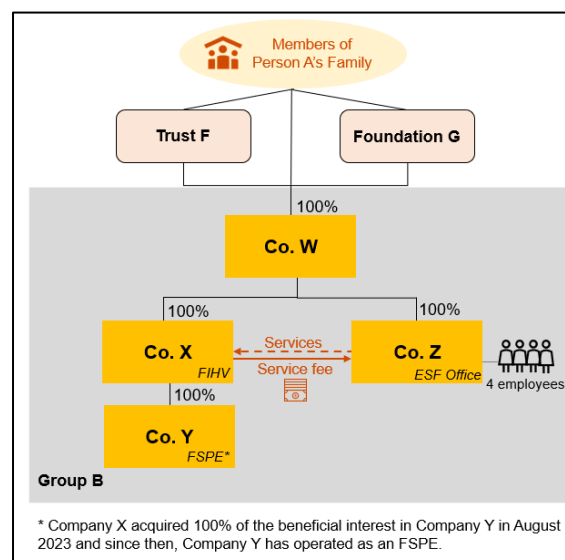 Members of
Person A's Family
Trust F
Foundation G
100%
Co. W
100%
100%
Co. X
FIHV
Services
Service fee
Co. Z
ESF Office
4 employees
100%
Co. Y
FSPE*
Group B
* Company X acquired 100% of the beneficial interest in Company Y in August
2023 and since then, Company Y has operated as an FSPE.